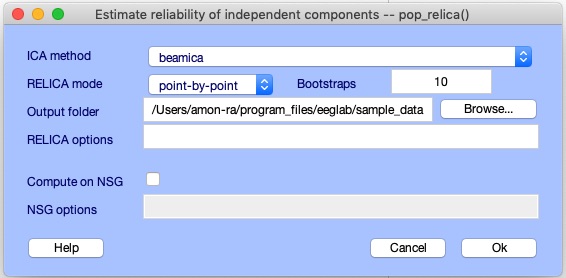 Estimate reliability of independent components -- pop_relica()
ICA method beamica
RELICA mode point-by-point Bootstraps 10
Output folder /Users/amon-ra/program_files/eeglab/sample_data Browse...
RELICA options
Compute on NSG
NSG options
Help Cancel Ok